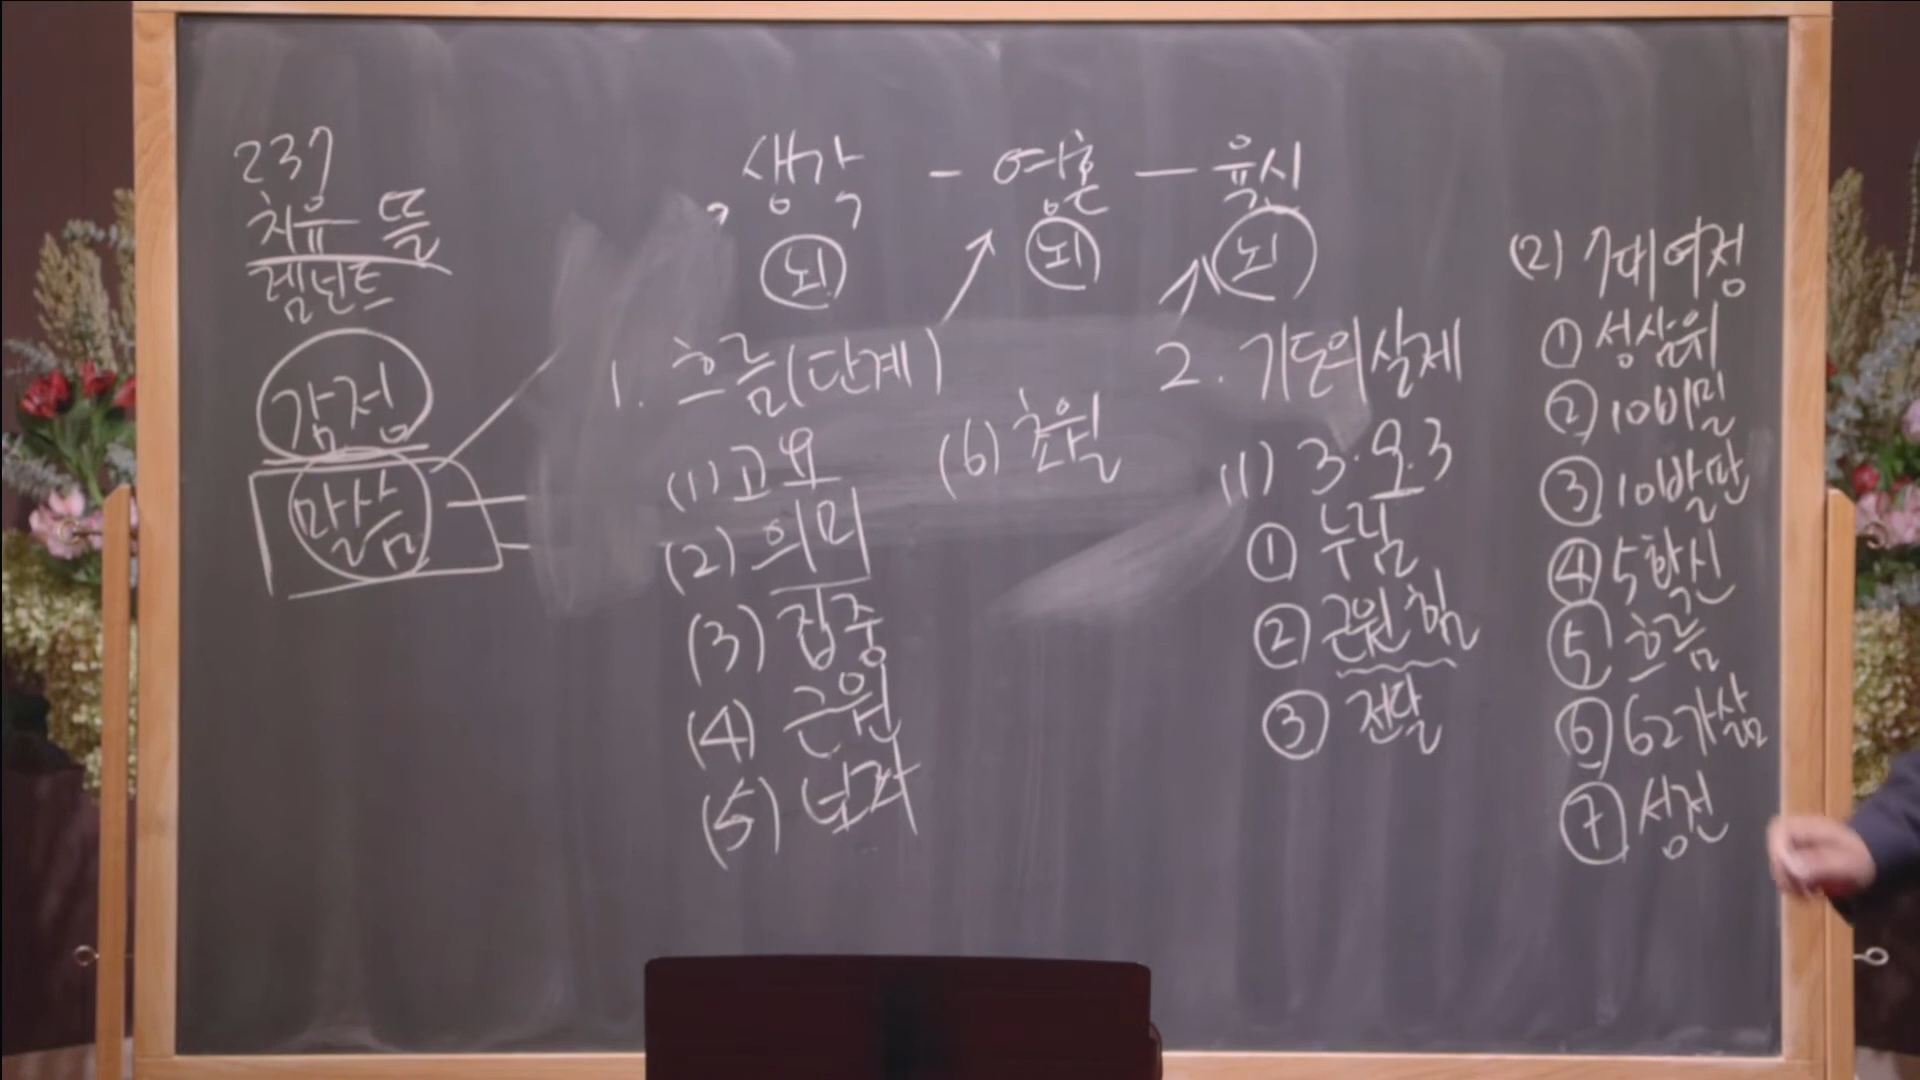 237
치유 뜰
렘넌트
감정
말씀
생각 - 영혼 - 육신
뇌 뇌 뇌
1. 흐름(단계)
(1) 고요
(2) 의미
(3) 집중
(4) 근원
(5)
(6) 초월
2. 기도의 실제
(1) 3.9.3
① 누림
② 근원 힘
③ 전달
(2) 7대 여정
① 성삼위
② 10비밀
③ 10발판
④ 5확신
⑤ 흐름
⑥ 62가 삶
⑦ 성전